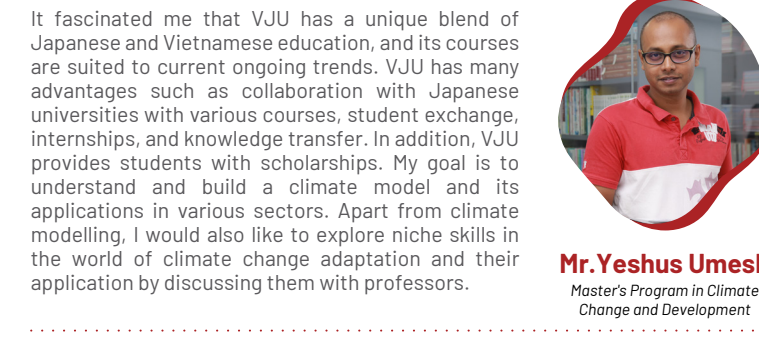 It fascinated me that VJU has a unique blend of
Japanese and Vietnamese education, and its courses
are suited to current ongoing trends. VJU has many
advantages such as collaboration with Japanese
universities with various courses, student exchange,
internships, and knowledge transfer. In addition, VJU
provides students with scholarships. My goal is to
understand and build a climate model and its
applications in various sectors. Apart from climate
modelling, I would also like to explore niche skills in
the world of climate change adaptation and their
application by discussing them with professors.
Mr.Yeshus Umesh
Master's Program in Climate
Change and Development